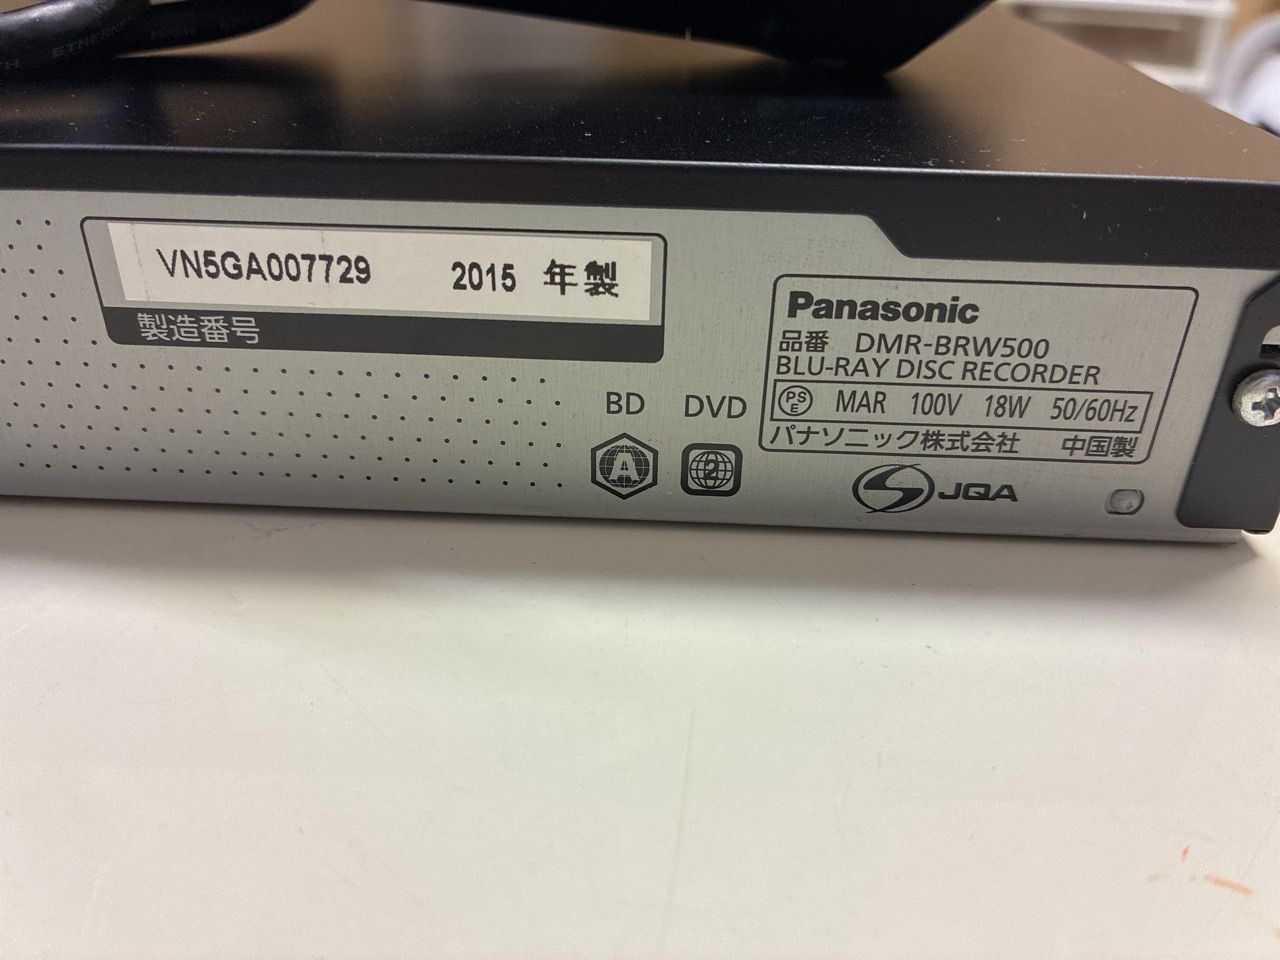 ETHERN
TH
VN5GA007729 2015 年製
製造番号
Panasonic
品番 DMR-BRW500
BLU-RAY DISC RECORDER
PS E MAR 100V 18W 50/60Hz
パナソニック株式会社 中国製
BD DVD
A 2
JQA